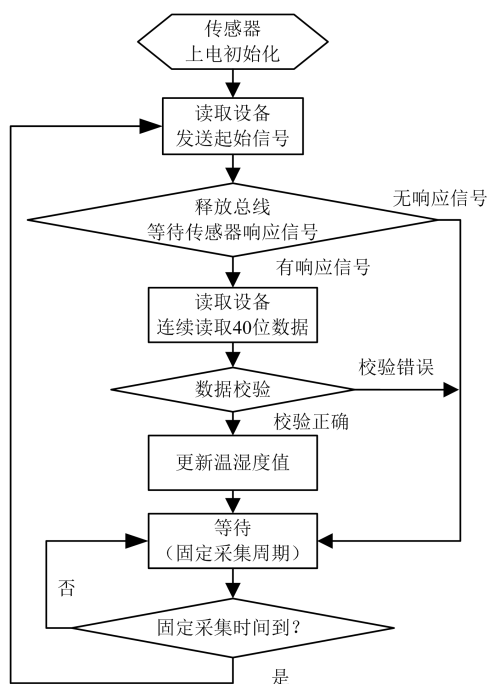 传感器
上电初始化
读取设备
发送起始信号
释放总线
等待传感器响应信号
无响应信号
有响应信号
读取设备
连续读取40位数据
数据校验
校验错误
校验正确
更新温湿度值
等待
（固定采集周期）
否
固定采集时间到？
是